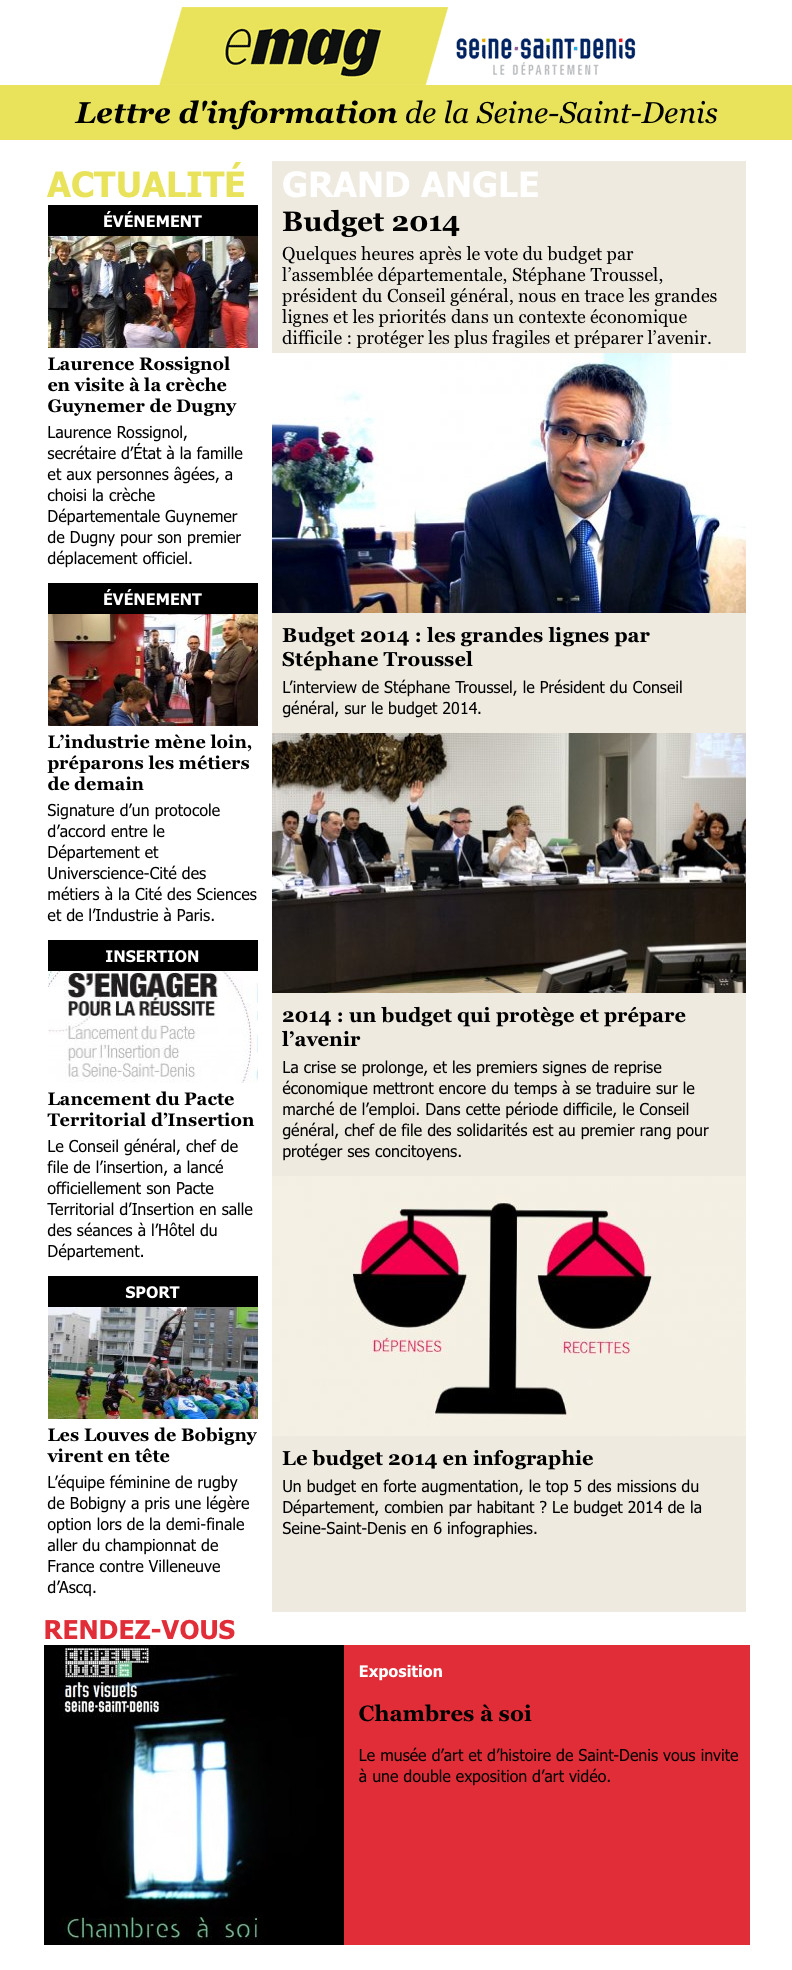 emag
seine-saint-denis
LE DÉPARTEMENT
Lettre d'information de la Seine-Saint-Denis
ACTUALITÉ
ÉVÉNEMENT
Laurence Rossignol
en visite à la crèche
Guynemer de Dugny
Laurence Rossignol,
secrétaire d’État à la famille
et aux personnes âgées, a
choisi la crèche
Départementale Guynemer
de Dugny pour son premier
déplacement officiel.
ÉVÉNEMENT
L’industrie mène loin,
préparons les métiers
de demain
Signature d’un protocole
d’accord entre le
Département et
Universcience-Cité des
métiers à la Cité des Sciences
et de l’Industrie à Paris.
INSERTION
S'ENGAGER
POUR LA RÉUSSITE
Lancement du Pacte
pour l'Insertion de
la Seine-Saint-Denis
Lancement du Pacte
Territorial d’Insertion
Le Conseil général, chef de
file de l’insertion, a lancé
officiellement son Pacte
Territorial d’Insertion en salle
des séances à l’Hôtel du
Département.
SPORT
Les Louves de Bobigny
virent en tête
L’équipe féminine de rugby
de Bobigny a pris une légère
option lors de la demi-finale
aller du championnat de
France contre Villeneuve
d’Ascq.
GRAND ANGLE
Budget 2014
Quelques heures après le vote du budget par
l’assemblée départementale, Stéphane Troussel,
président du Conseil général, nous en trace les grandes
lignes et les priorités dans un contexte économique
difficile : protéger les plus fragiles et préparer l’avenir.
Budget 2014 : les grandes lignes par
Stéphane Troussel
L’interview de Stéphane Troussel, le Président du Conseil
général, sur le budget 2014.
2014 : un budget qui protège et prépare
l’avenir
La crise se prolonge, et les premiers signes de reprise
économique mettront encore du temps à se traduire sur le
marché de l’emploi. Dans cette période difficile, le Conseil
général, chef de file des solidarités est au premier rang pour
protéger ses concitoyens.
DÉPENSES
RECETTES
Le budget 2014 en infographie
Un budget en forte augmentation, le top 5 des missions du
Département, combien par habitant ? Le budget 2014 de la
Seine-Saint-Denis en 6 infographies.
RENDEZ-VOUS
CHAPELLE
VIDEO5
arts visuels
seine-saint-denis
Chambres à soi
Exposition
Chambres à soi
Le musée d’art et d’histoire de Saint-Denis vous invite
à une double exposition d’art vidéo.